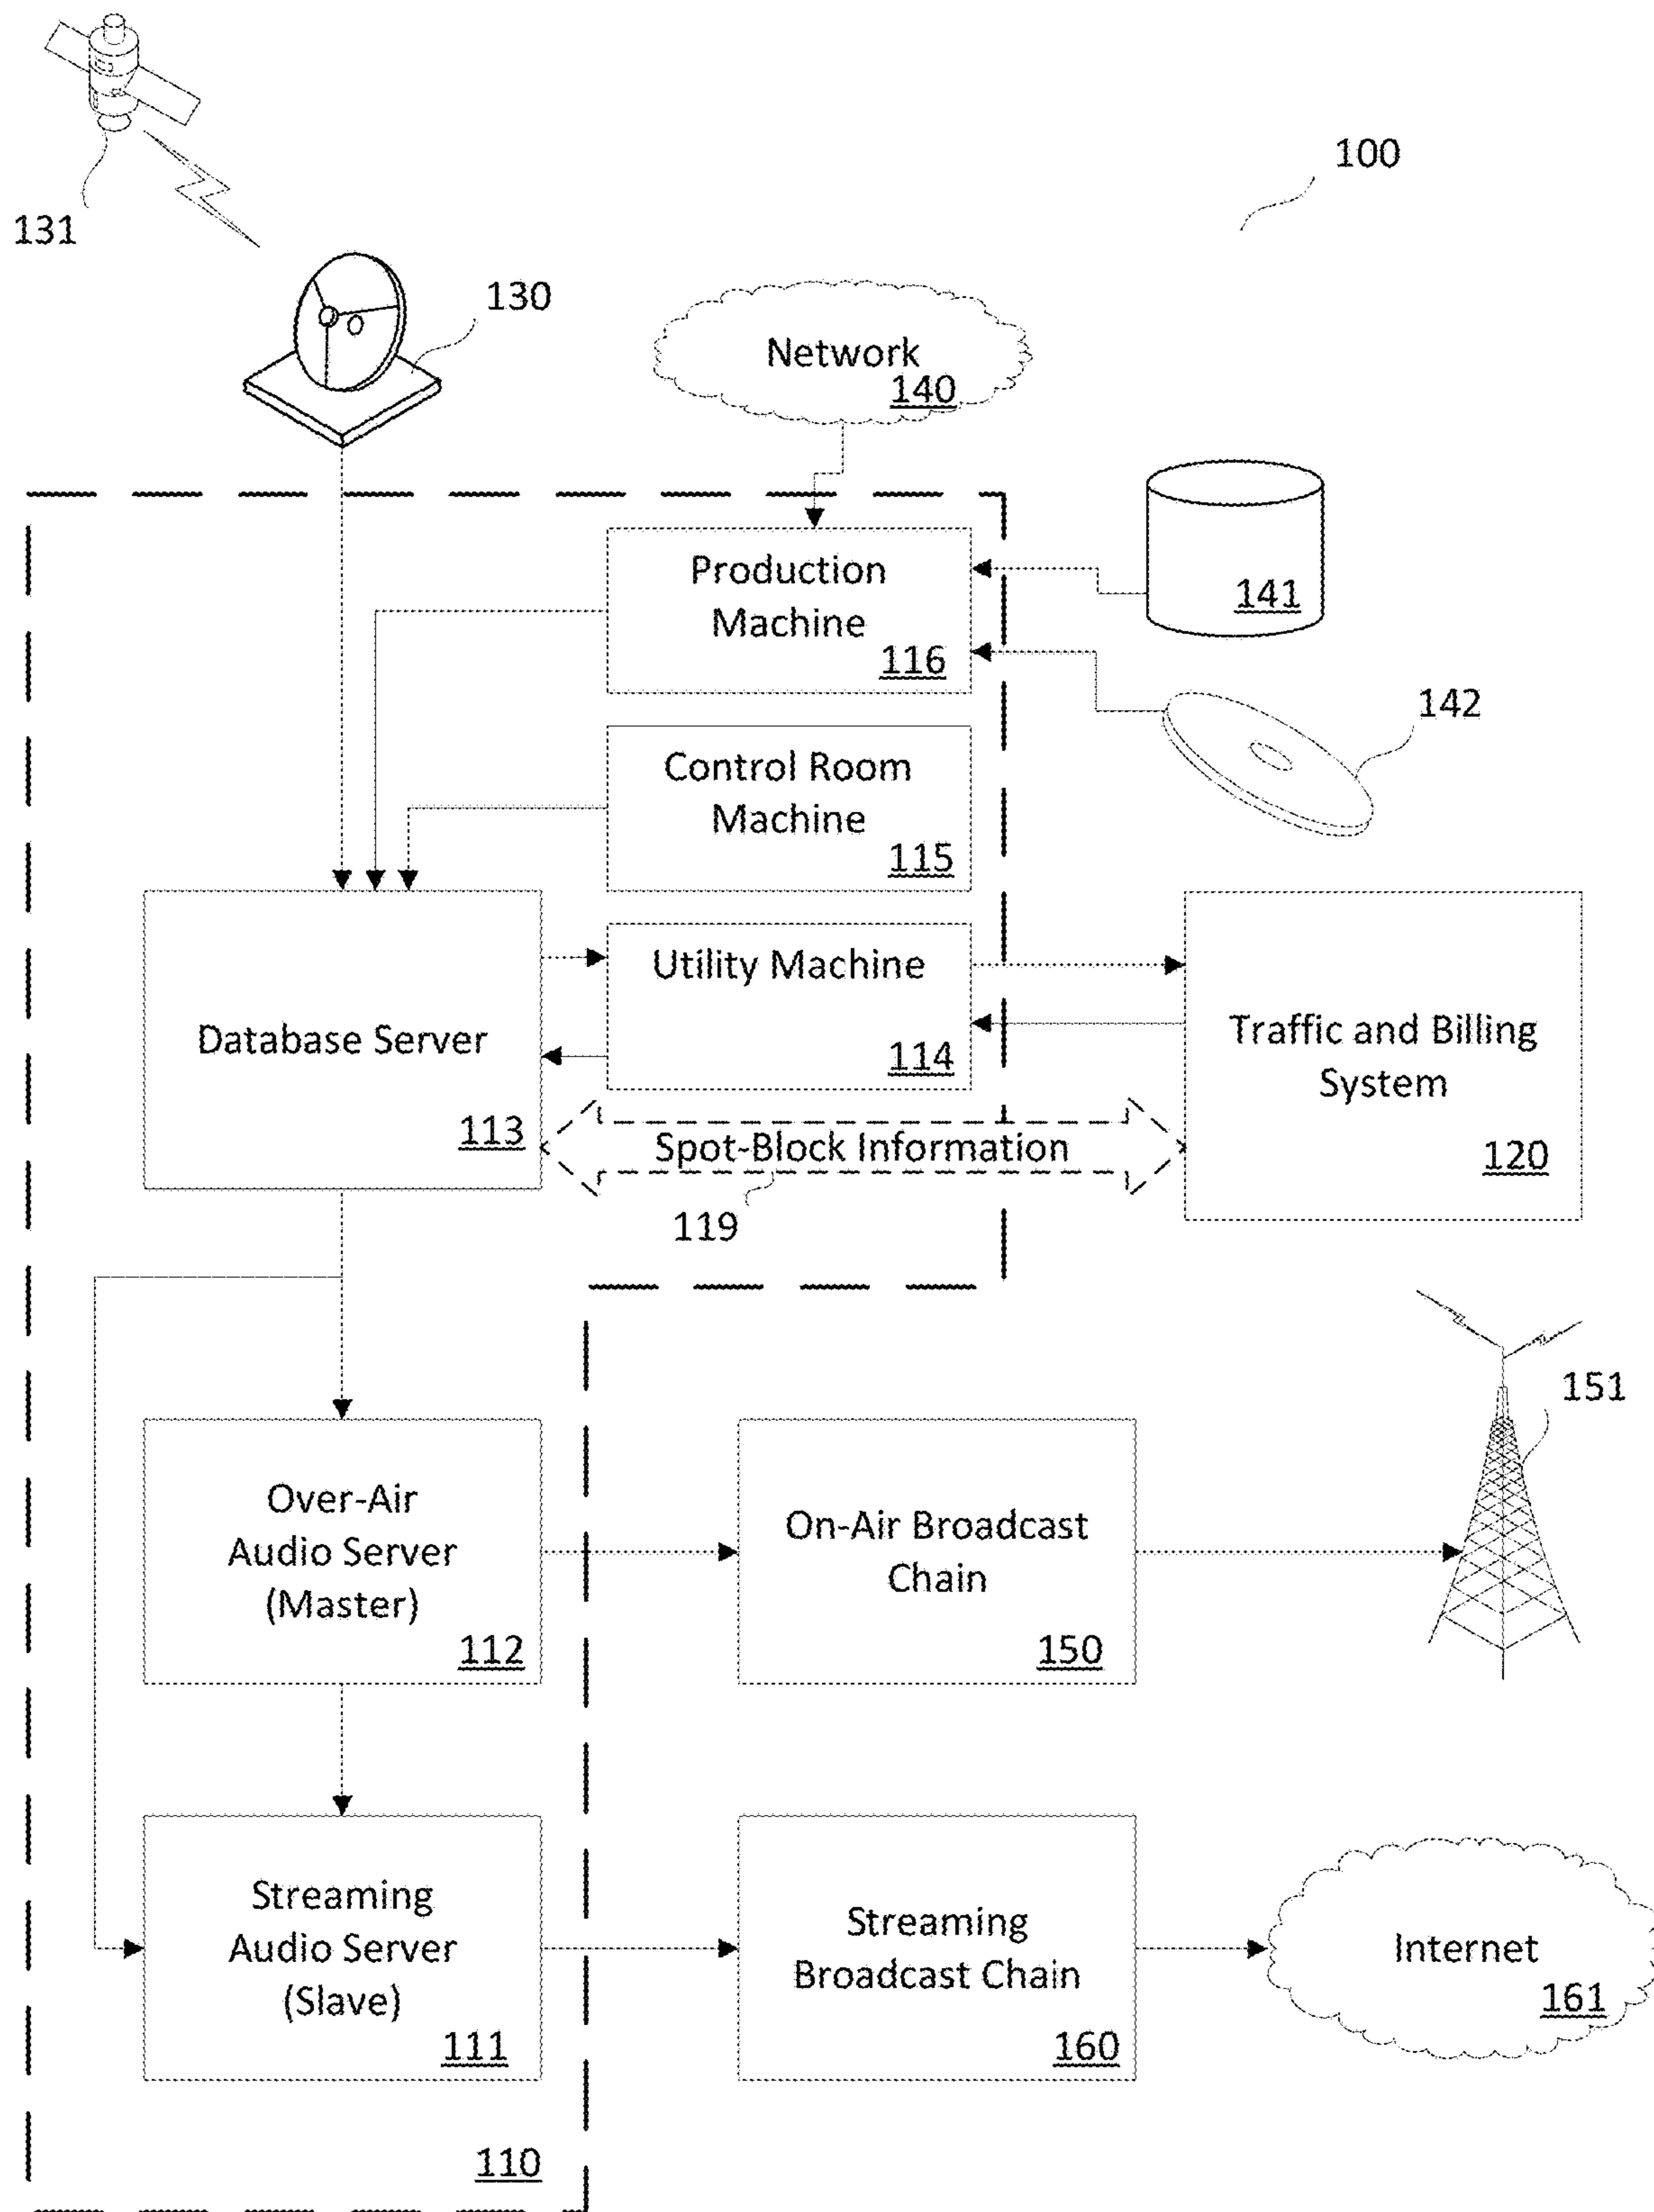 100
131
130
Network
140
Production
Machine
116
141
142
Control Room
Machine
115
Utility Machine
114
Database Server
113
Traffic and Billing
System
120
Spot-Block Information
119
151
Over-Air
Audio Server
(Master)
112
On-Air Broadcast
Chain
150
Streaming
Audio Server
(Slave)
111
Streaming
Broadcast Chain
160
Internet
161
110